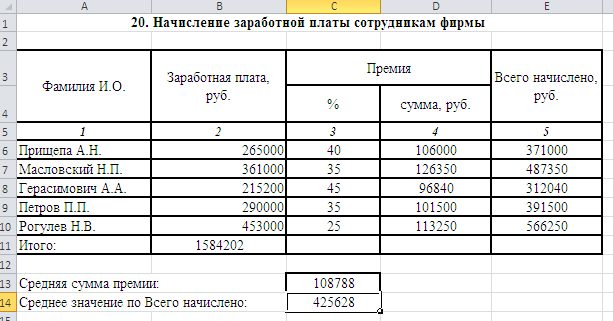 A B C D E
1 20. Начисление заработной платы сотрудникам фирмы
2
3 Фамилия И.О. Заработная плата, руб. Премия Всего начислено, руб.
4 % сумма, руб.
5 1 2 3 4 5
6 Прищепа А.Н. 265000 40 106000 371000
7 Масловский Н.П. 361000 35 126350 487350
8 Герасимович А.А. 215200 45 96840 312040
9 Петров П.П. 290000 35 101500 391500
10 Рогулев Н.В. 453000 25 113250 566250
11 Итого: 1584202
12
13 Средняя сумма премии: 108788
14 Среднее значение по Всего начислено: 425628